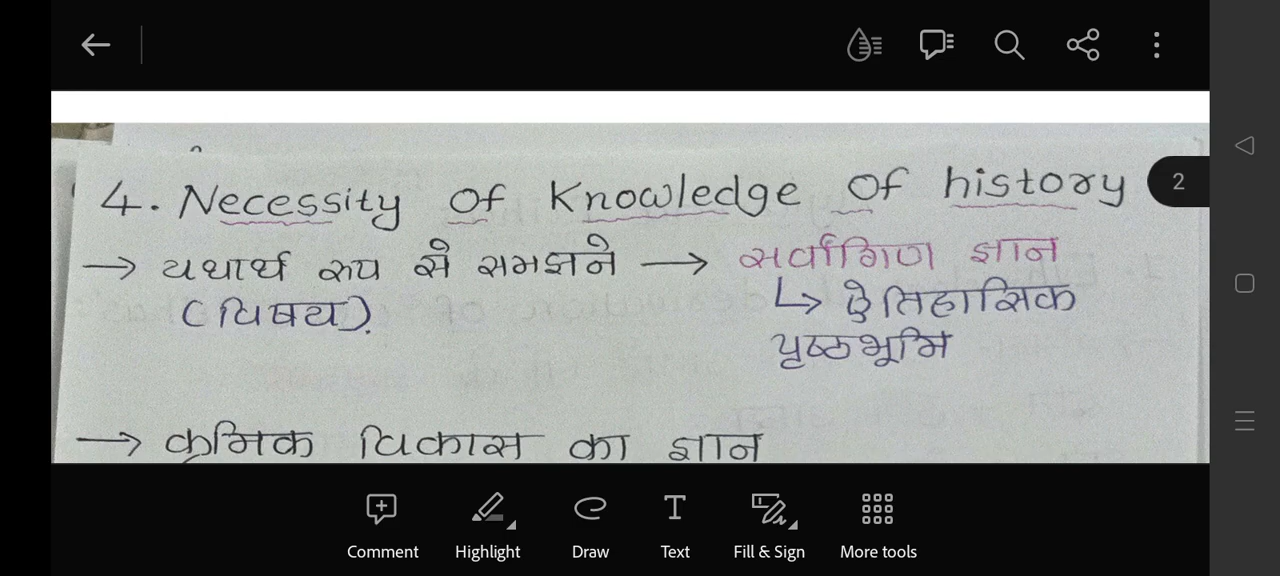 2
4. Necessity of Knowledge of history
→ यथार्थ रूप से समझने → सर्वांगिण ज्ञान
(विषय). ↳ ऐतिहासिक
पृष्ठभूमि
→ क्रमिक विकास का ज्ञान
Comment Highlight Draw Text Fill & Sign More tools